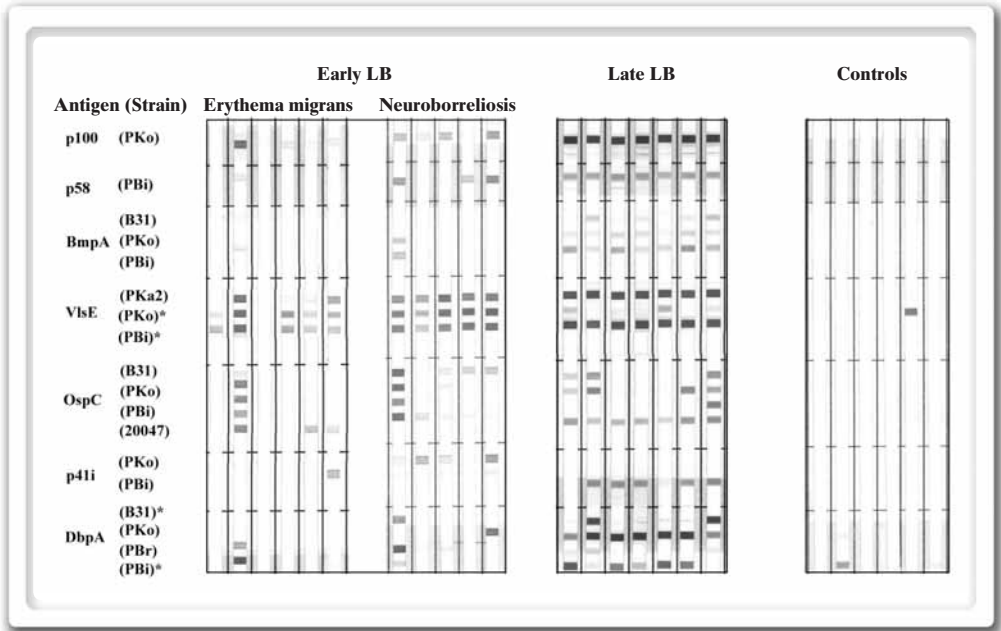 Early LB Late LB Controls
Antigen (Strain) Erythema migrans Neuroborreliosis
p100 (PKo)
p58 (PBi)
(B31)
BmpA (PKo)
(PBi)
(PKa2)
VlsE (PKo)*
(PBi)*
(B31)
(PKo)
OspC (PBi)
(20047)
(PKo)
p41i (PBi)
(B31)*
DbpA (PKo)
(PBr)
(PBi)*